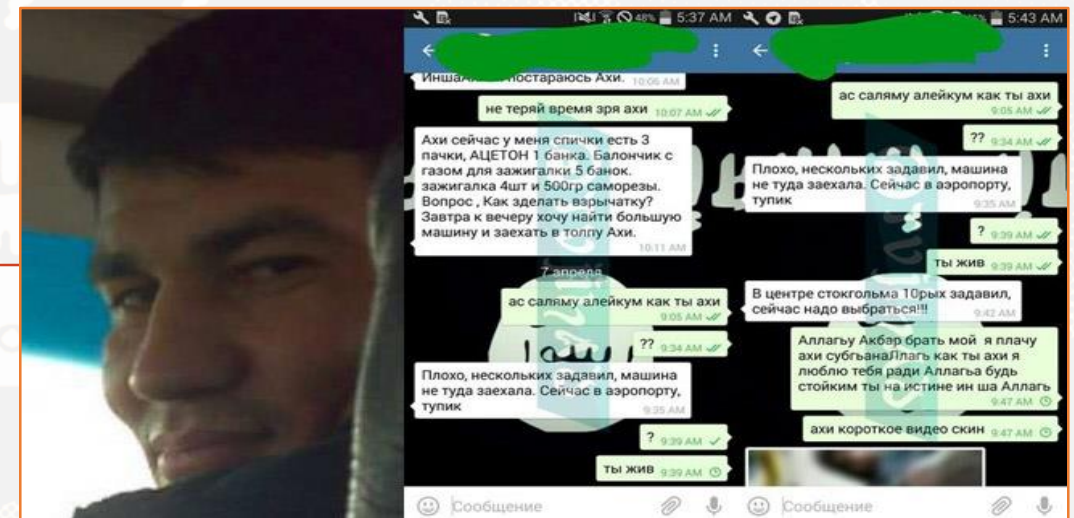 48% 5:37 AM
постараюсь Ахи. 10:06 AM
не теряй время зря ахи 10:07 AM
Ахи сейчас у меня спички есть 3
пачки, АЦЕТОН 1 банка. Балончик с
газом для зажигалки 5 банок.
зажигалка 4шт и 500гр саморезы.
Вопрос , Как зделать взрычатку?
Завтра к вечеру хочу найти большую
машину и заехать в толпу Ахи.
10:11 AM
7 апреля
ас саляму алейкум как ты ахи
9:05 AM
?? 9:34 AM
Плохо, нескольких задавил, машина
не туда заехала. Сейчас в аэропорту,
тупик 9:35 AM
? 9:39 AM
ты жив 9:39 AM
Сообщение
5:43 AM
ас саляму алейкум как ты ахи
9:05 AM
?? 9:34 AM
Плохо, нескольких задавил, машина
не туда заехала. Сейчас в аэропорту,
тупик 9:35 AM
? 9:39 AM
ты жив 9:39 AM
В центре стокгольма 10рых задавил,
сейчас надо выбраться!!! 9:42 AM
Аллагьу Акбар брать мой я плачу
ахи субгьанаЛлагь как ты ахи я
люблю тебя ради Аллагьа будь
стойким ты на истине ин ша Аллагь
9:47 AM
ахи короткое видео скин 9:47 AM
Сообщение